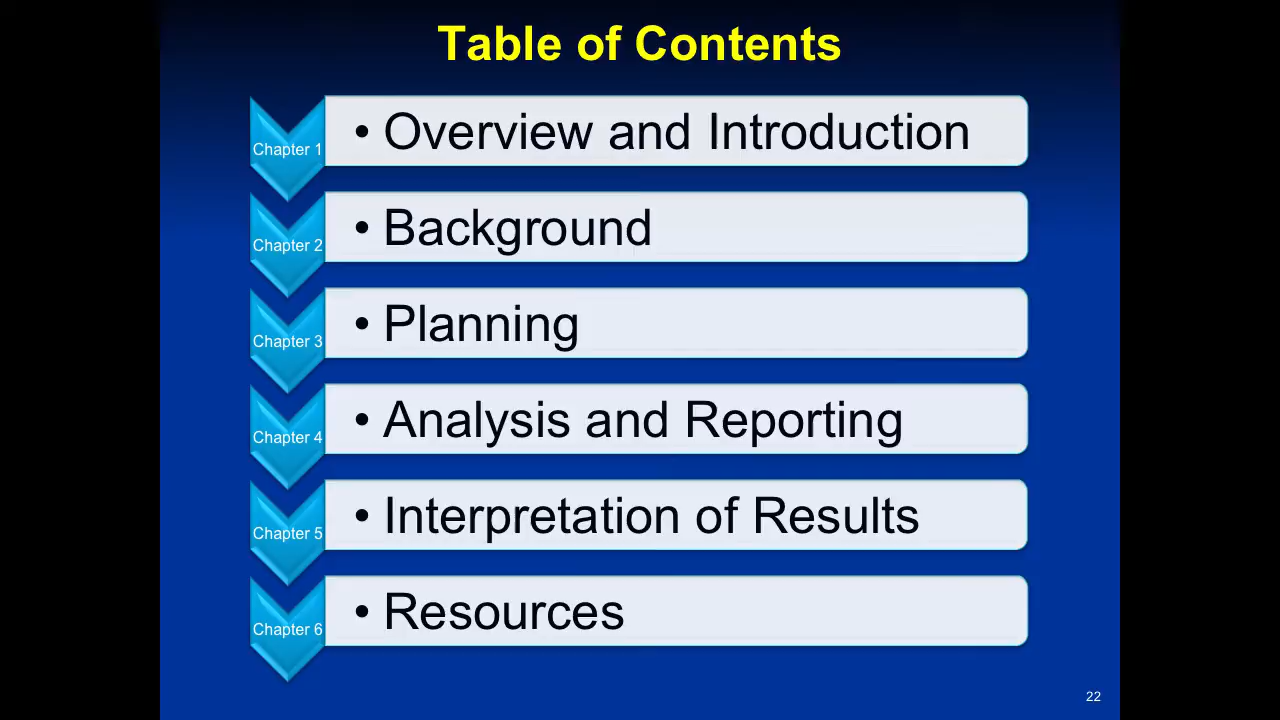 Table of Contents
Chapter 1
• Overview and Introduction
Chapter 2
• Background
Chapter 3
• Planning
Chapter 4
• Analysis and Reporting
Chapter 5
• Interpretation of Results
Chapter 6
• Resources
22